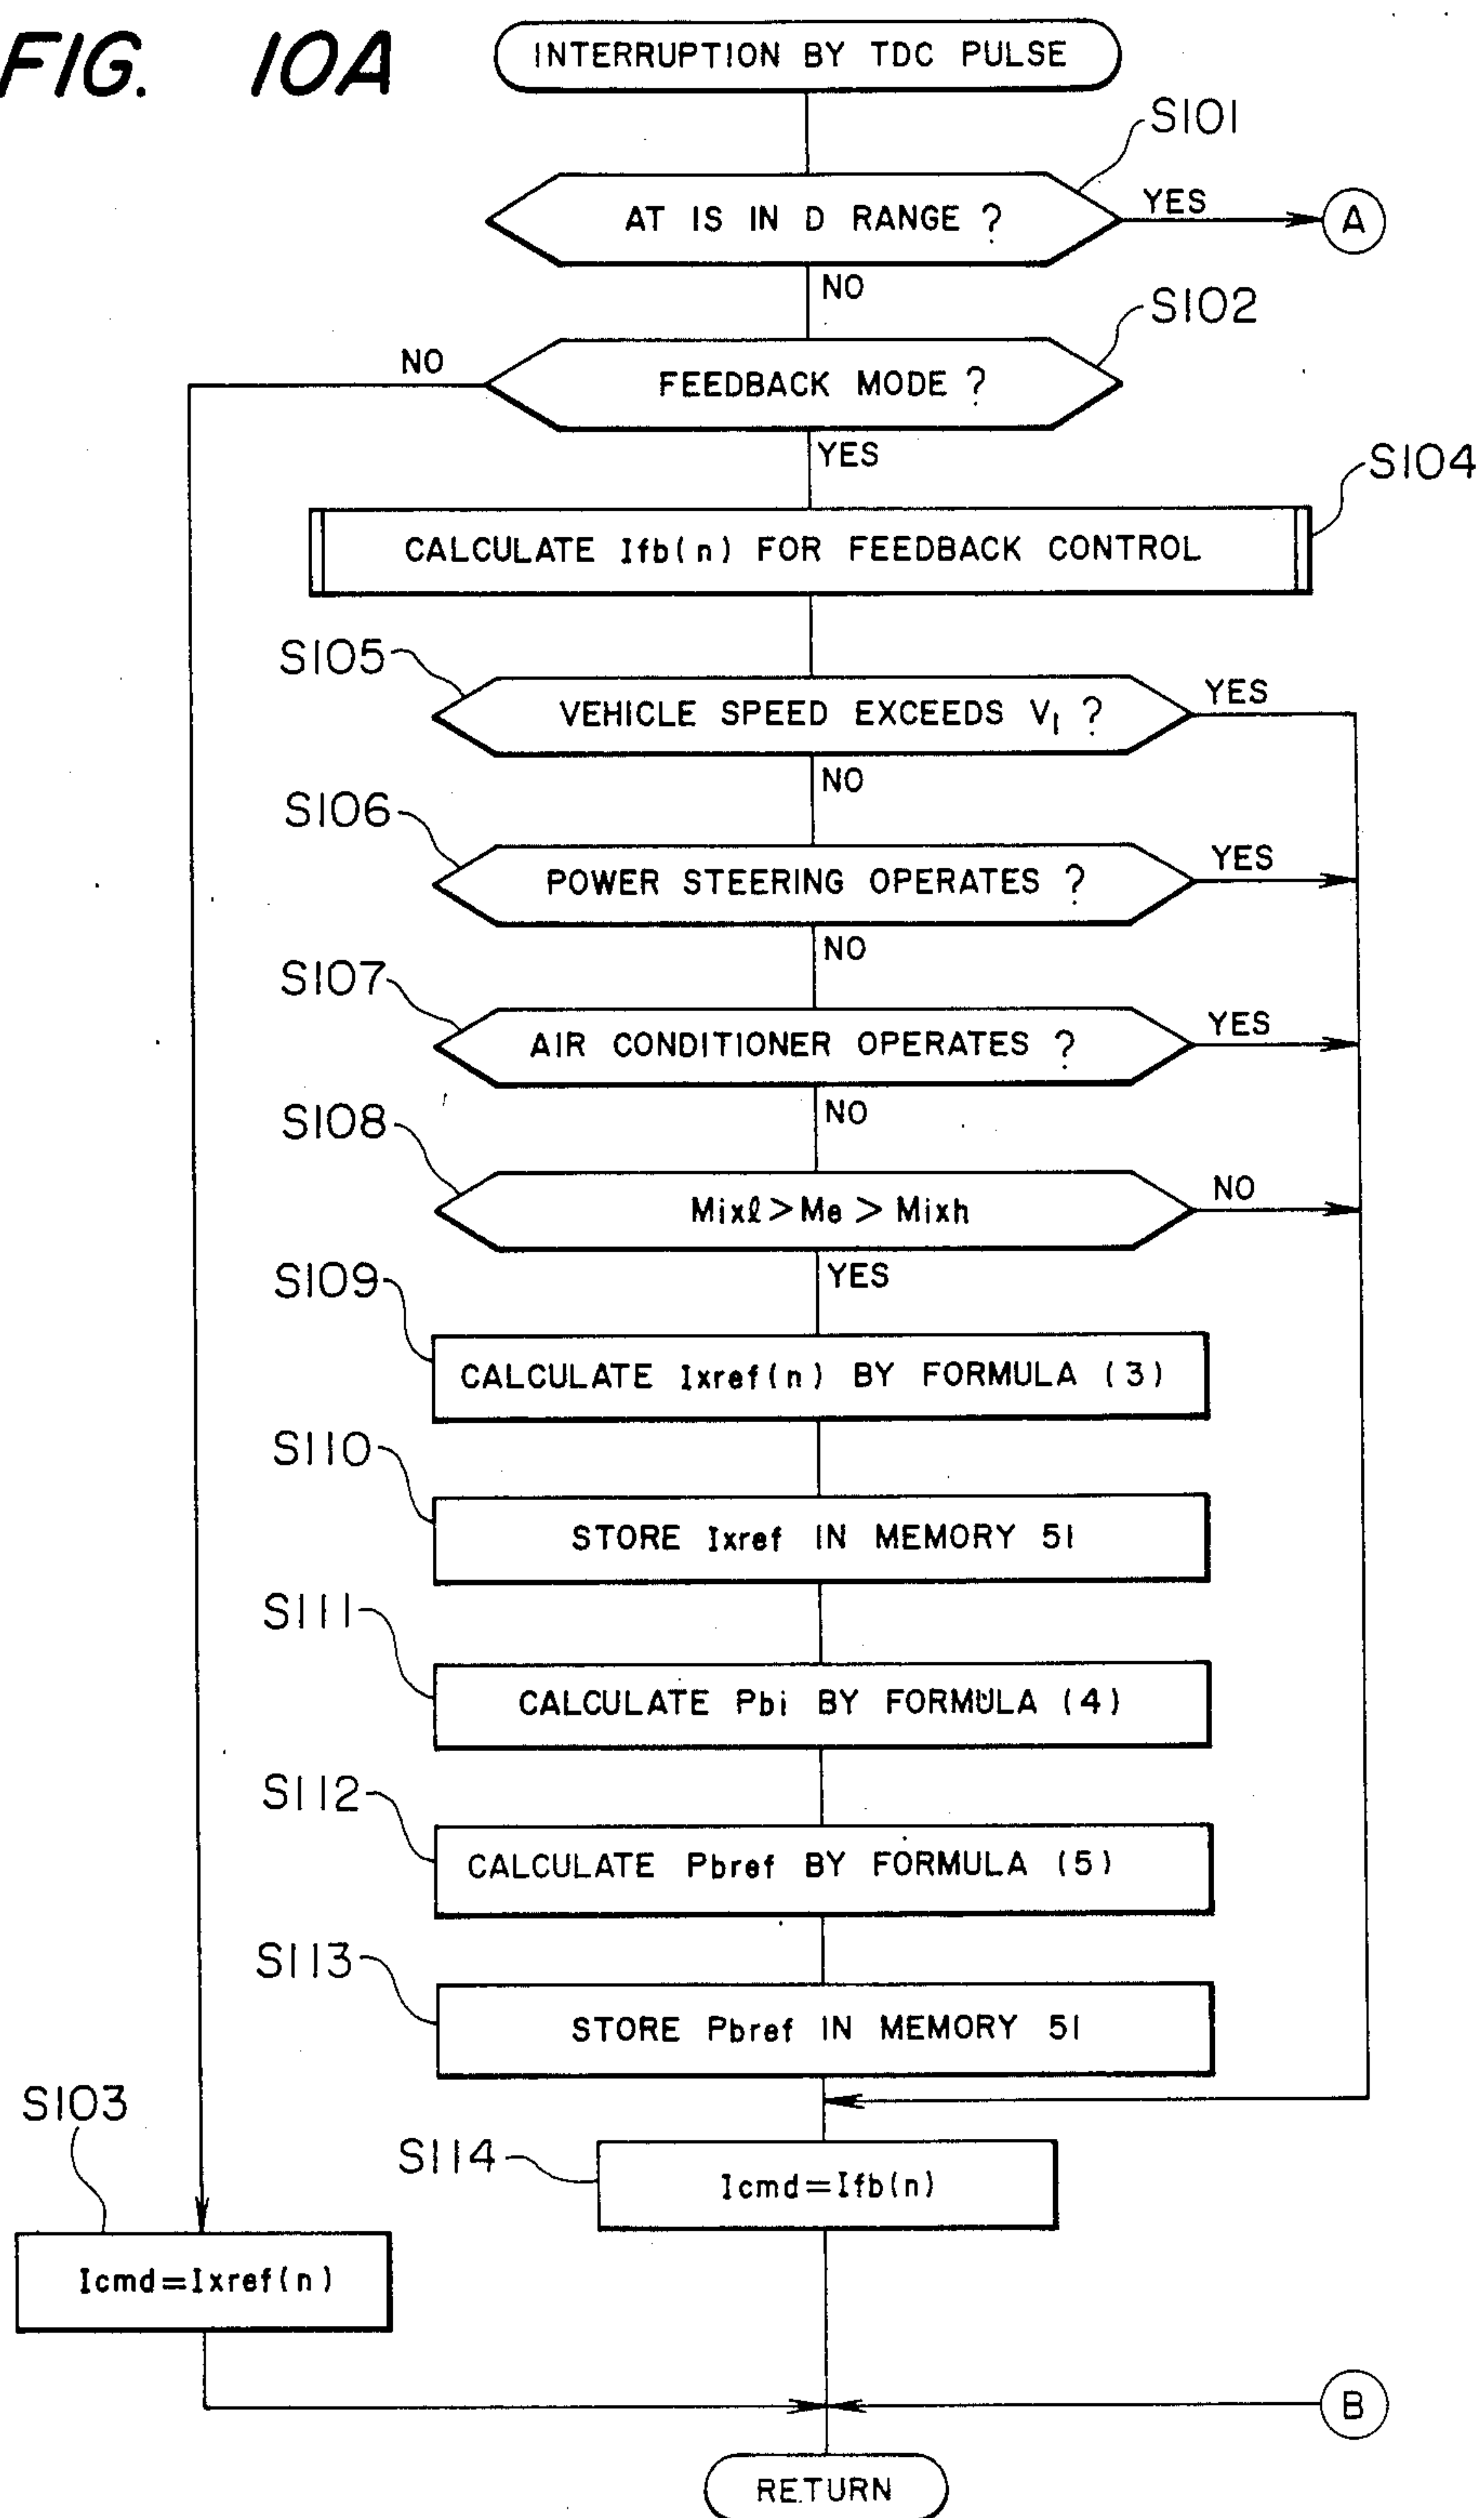 FIG. 10A
INTERRUPTION BY TDC PULSE
S101
AT IS IN D RANGE ?
YES
A
NO
S102
NO
FEEDBACK MODE ?
YES
S104
CALCULATE Ifb(n) FOR FEEDBACK CONTROL
S105
VEHICLE SPEED EXCEEDS V1 ?
YES
NO
S106
POWER STEERING OPERATES ?
YES
NO
S107
AIR CONDITIONER OPERATES ?
YES
NO
S108
Mixℓ > Me > Mixh
NO
YES
S109
CALCULATE Ixref(n) BY FORMULA (3)
S110
STORE Ixref IN MEMORY 51
S111
CALCULATE Pbi BY FORMULA (4)
S112
CALCULATE Pbref BY FORMULA (5)
S113
STORE Pbref IN MEMORY 51
S103
S114
Icmd=Ifb(n)
Icmd=Ixref(n)
B
RETURN